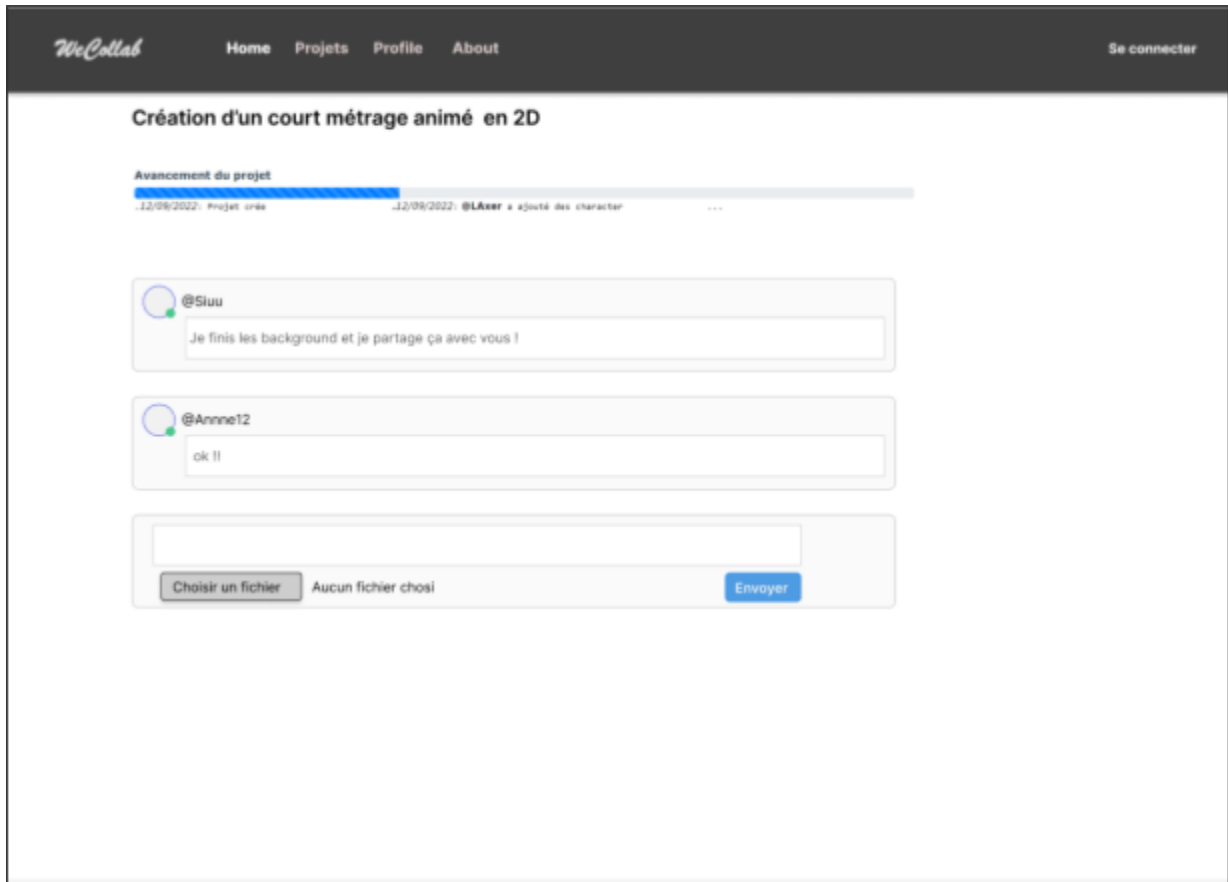 WeCollab Home Projets Profile About Se connecter
Création d'un court métrage animé en 2D
Avancement du projet
.12/09/2022: Projet crée .12/09/2022: @LAxer a ajouté des character ...
@Siuu
Je finis les background et je partage ça avec vous !
@Annne12
ok !!
Choisir un fichier Aucun fichier chosi Envoyer